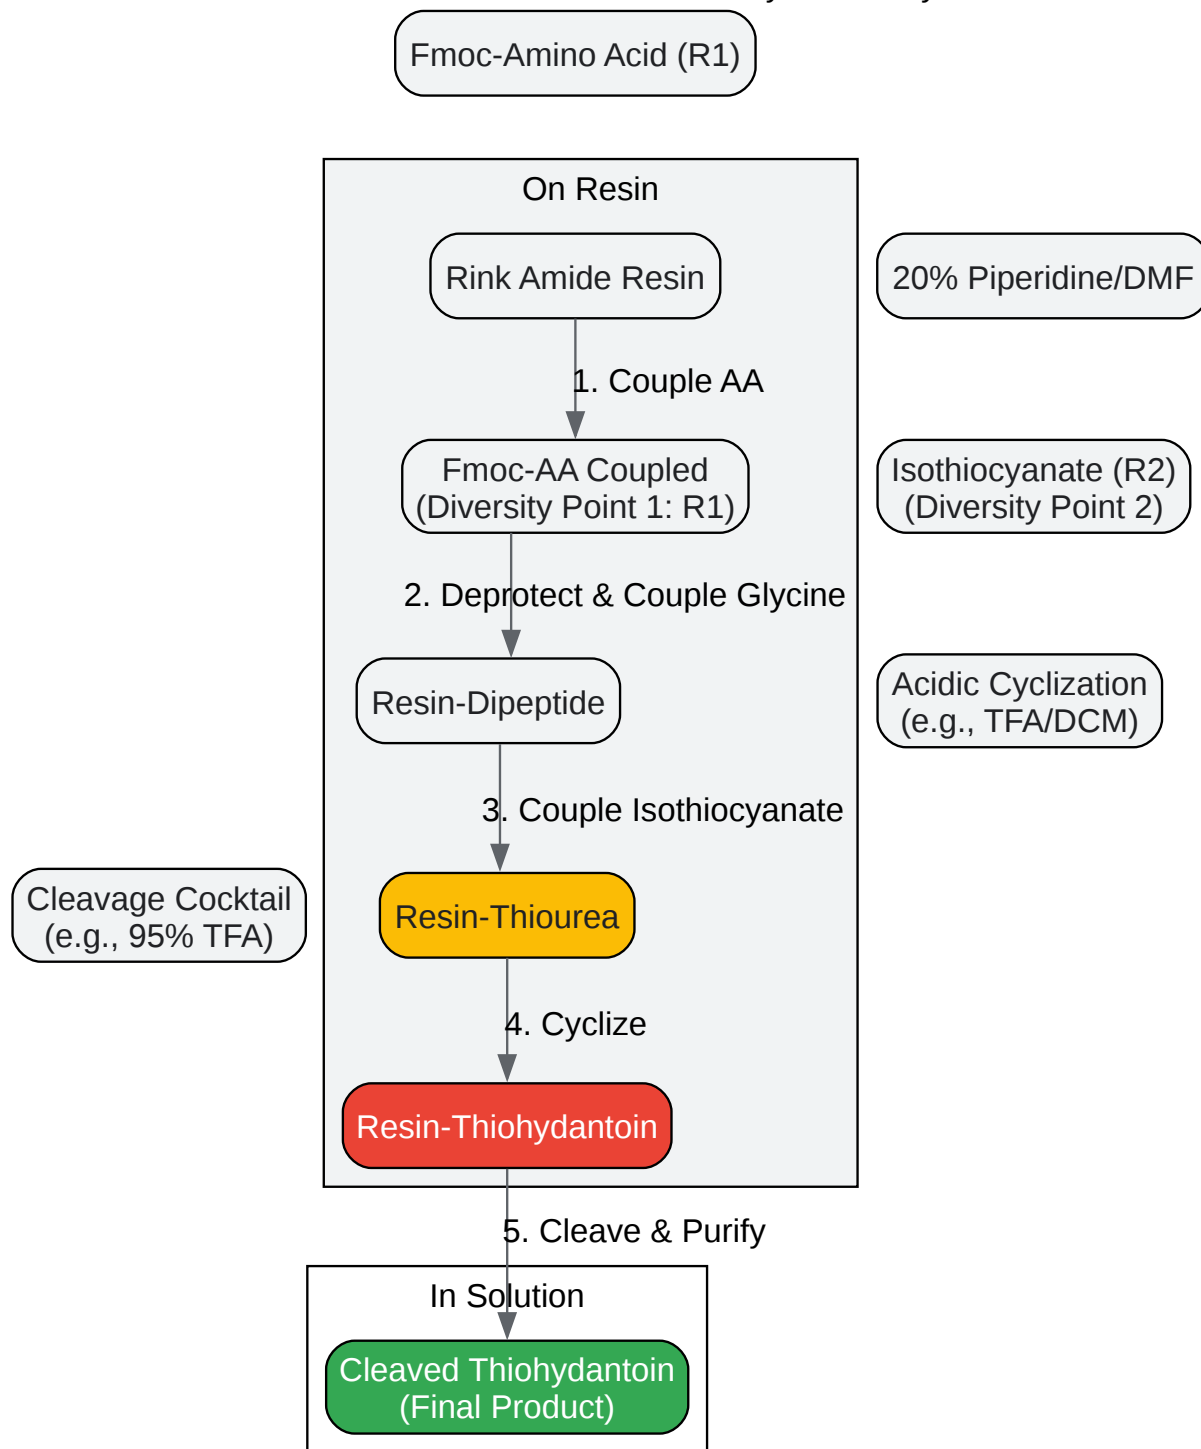 Fmoc-Amino Acid (R1)
On Resin
Rink Amide Resin
20% Piperidine/DMF
1. Couple AA
Fmoc-AA Coupled
(Diversity Point 1: R1)
Isothiocyanate (R2)
(Diversity Point 2)
2. Deprotect & Couple Glycine
Resin-Dipeptide
Acidic Cyclization
(e.g., TFA/DCM)
3. Couple Isothiocyanate
Cleavage Cocktail
(e.g., 95% TFA)
Resin-Thiourea
4. Cyclize
Resin-Thiohydantoin
5. Cleave & Purify
In Solution
Cleaved Thiohydantoin
(Final Product)